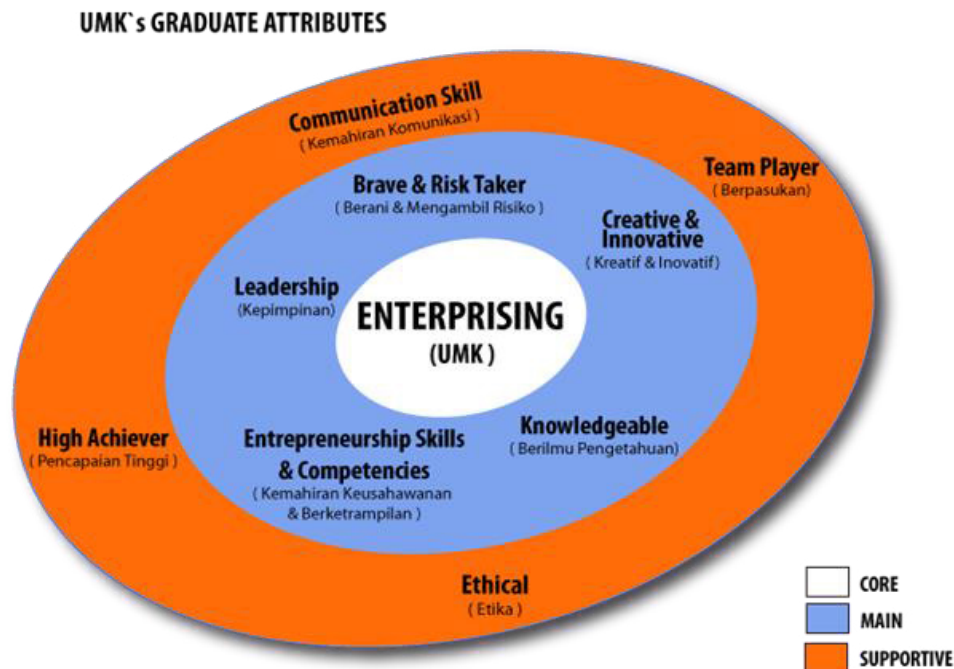 UMK`s GRADUATE ATTRIBUTES
Communication Skill
( Kemahiran Komunikasi )
Team Player
( Berpasukan)
Brave & Risk Taker
( Berani & Mengambil Risiko )
Creative &
Innovative
( Kreatif & Inovatif)
Leadership
(Kepimpinan)
ENTERPRISING
(UMK )
High Achiever
( Pencapaian Tinggi )
Entrepreneurship Skills
& Competencies
( Kemahiran Keusahawanan
& Berketrampilan )
Knowledgeable
( Berilmu Pengetahuan)
Ethical
( Etika )
CORE
MAIN
SUPPORTIVE